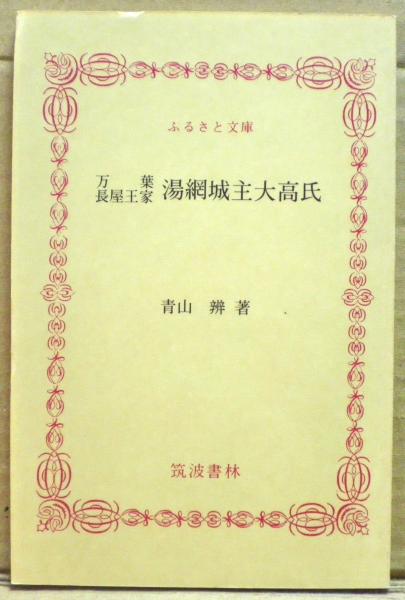 ふるさと文庫
万葉
長屋王家 湯網城主大高氏
青山 辨 著
筑波書林